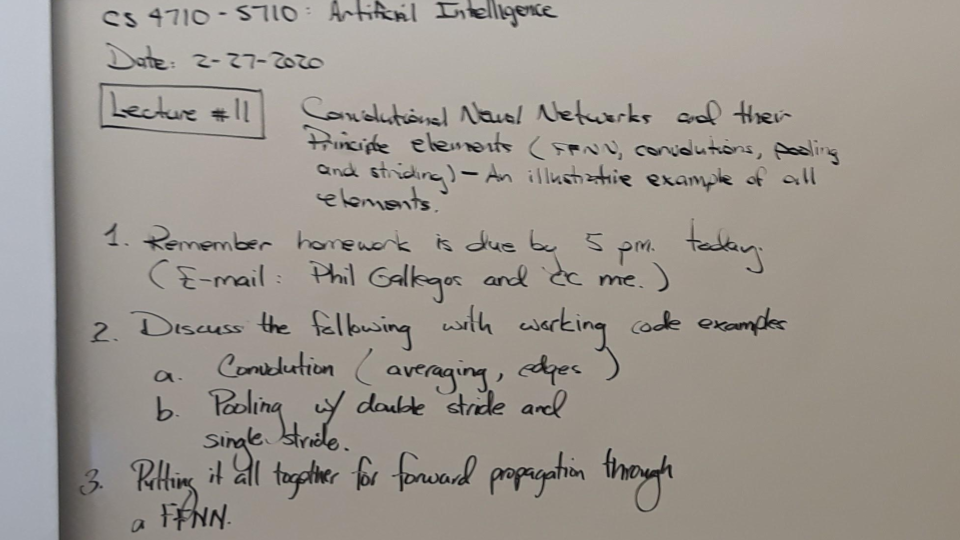 CS 4710-5710: Artificial Intelligence
Date: 2-27-2020
Lecture #11 Convolutional Neural Networks and their
Principle elements (FFNN, convolutions, pooling
and striding) - An illustrative example of all
elements.
1. Remember homework is due by 5 pm. today.
(E-mail: Phil Gallegos and cc me.)
2. Discuss the following with working code examples
a. Convolution (averaging, edges)
b. Pooling w/ double stride and
single stride.
3. Putting it all together for forward propagation through
a FFNN.